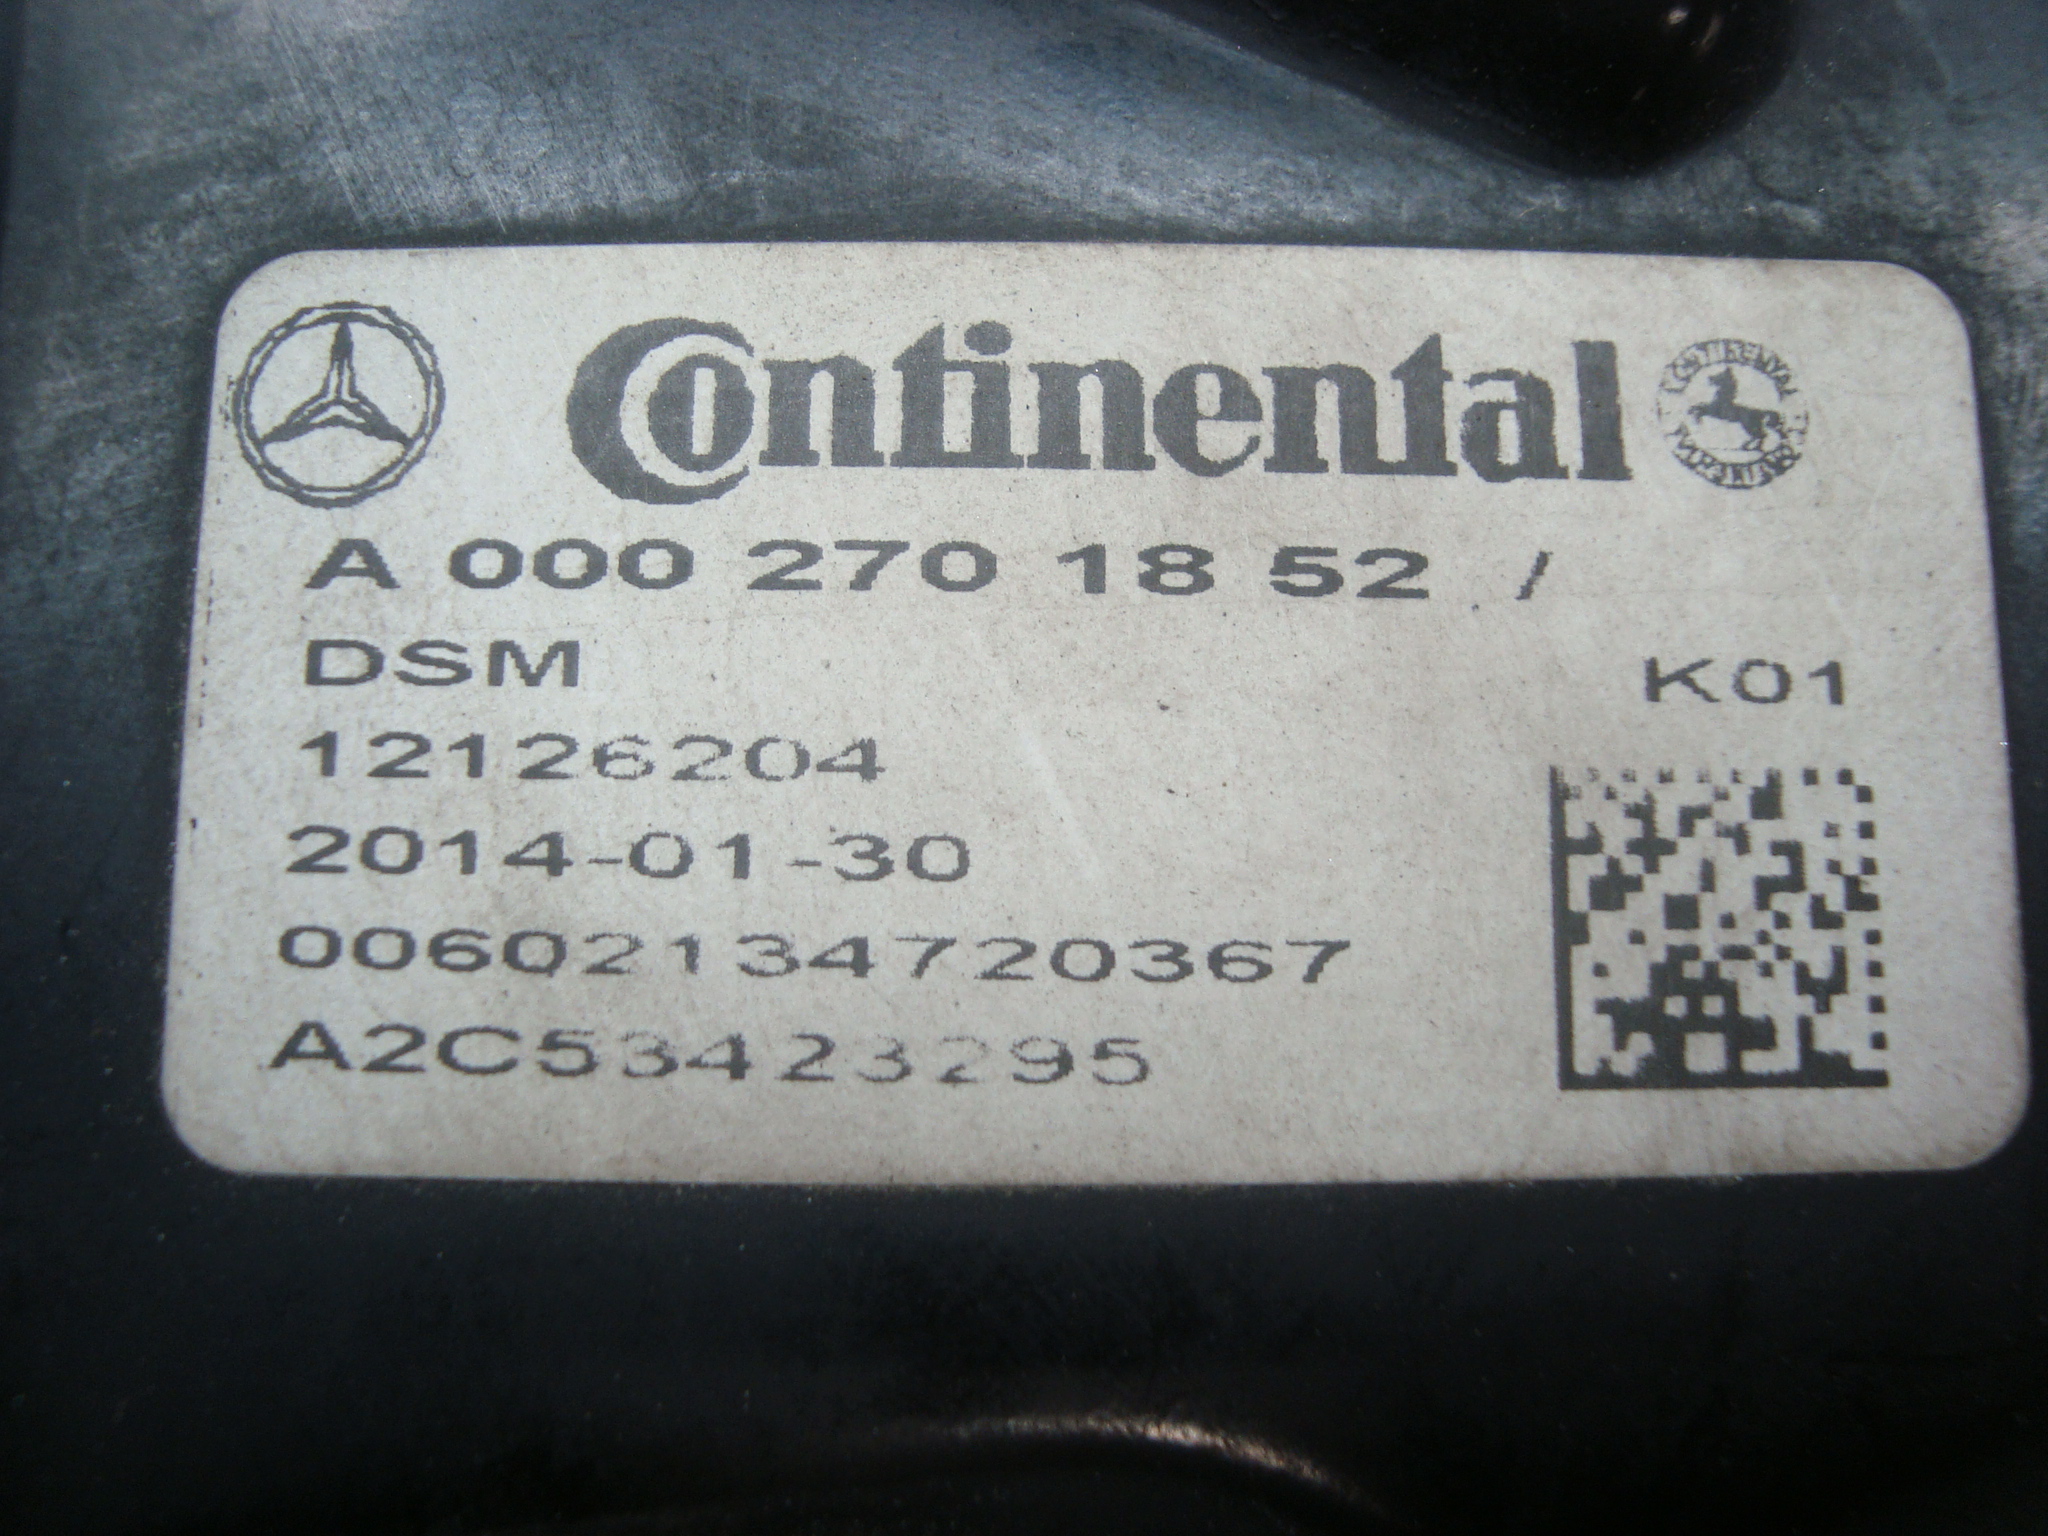 Continental
A 000 270 18 52 /
DSM
K01
12126204
2014-01-30
00602134720367
A2C53423295